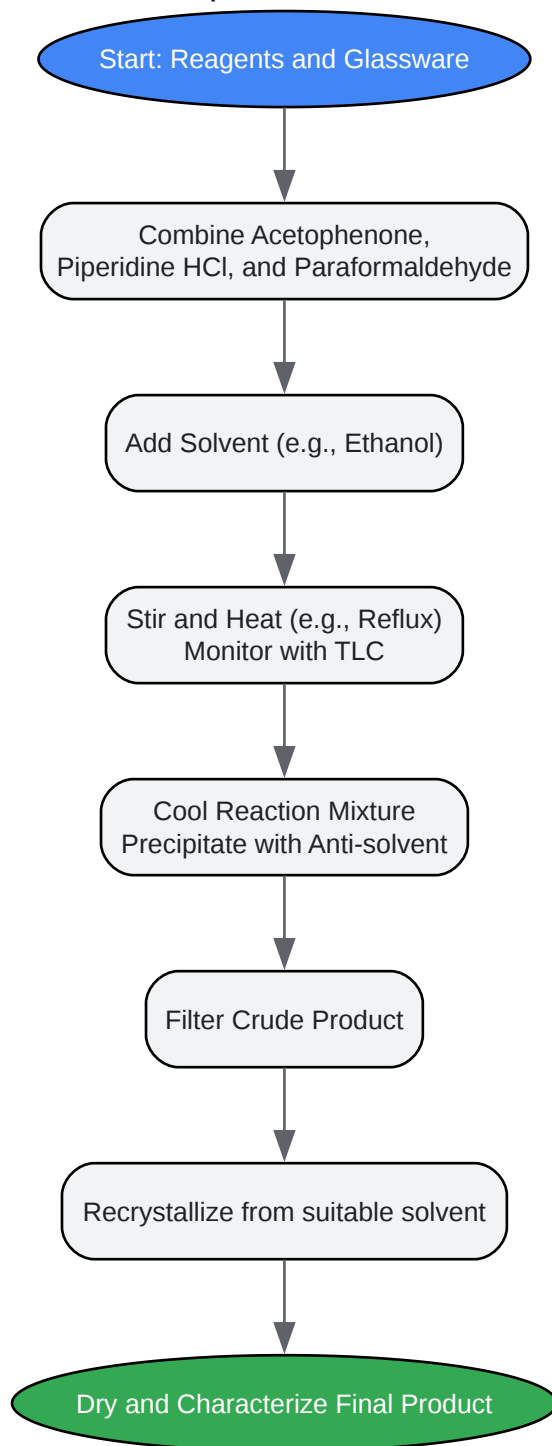 Start: Reagents and Glassware
Combine Acetophenone,
Piperidine HCl, and Paraformaldehyde
Add Solvent (e.g., Ethanol)
Stir and Heat (e.g., Reflux)
Monitor with TLC
Cool Reaction Mixture
Precipitate with Anti-solvent
Filter Crude Product
Recrystallize from suitable solvent
Dry and Characterize Final Product